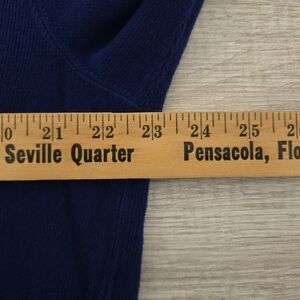 0 21 22 23 24 25 2
Seville Quarter Pensacola, Flo